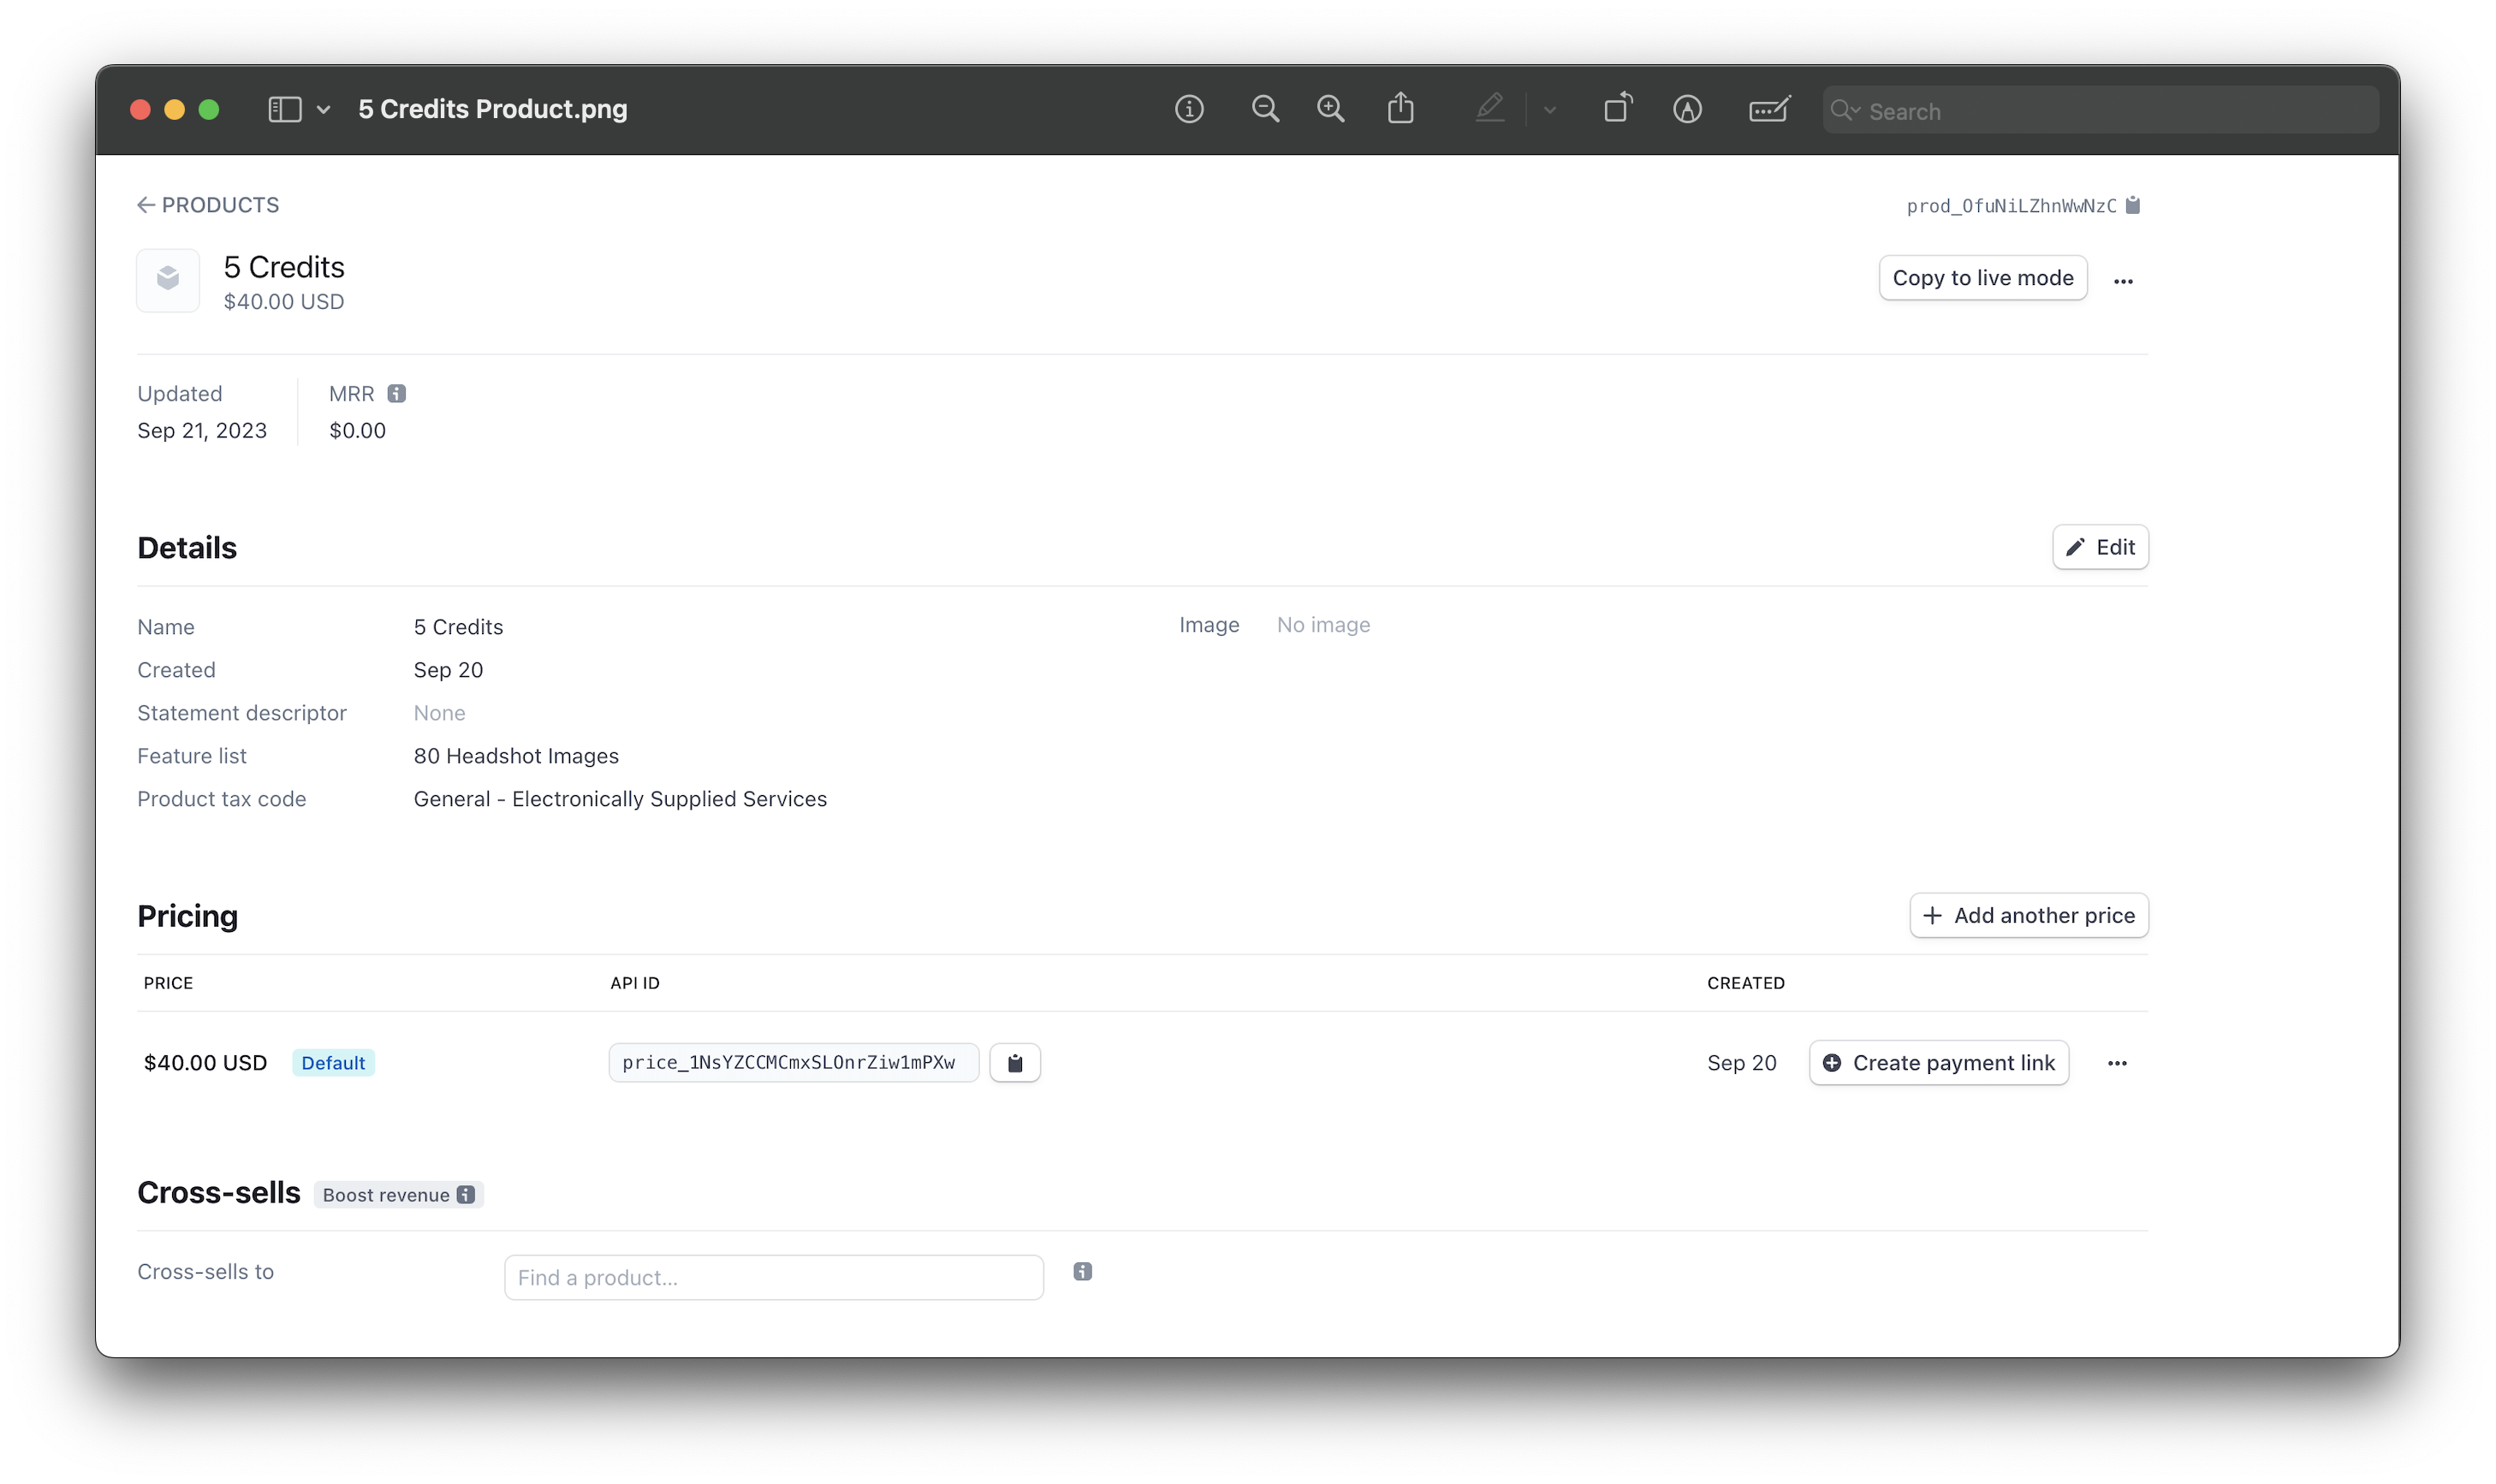 5 Credits Product.png
Search
PRODUCTS
prod_OfuNiLZhnWwNzC
5 Credits
$40.00 USD
Copy to live mode
Updated
MRR
Sep 21, 2023
$0.00
Details
Edit
Name
5 Credits
Image
No image
Created
Sep 20
Statement descriptor
None
Feature list
80 Headshot Images
Product tax code
General - Electronically Supplied Services
Pricing
Add another price
PRICE
API ID
CREATED
$40.00 USD
Default
price_1NsYZCCMCmxSLOnrZiw1mPXw
Sep 20
Create payment link
Cross-sells
Boost revenue
Cross-sells to
Find a product...